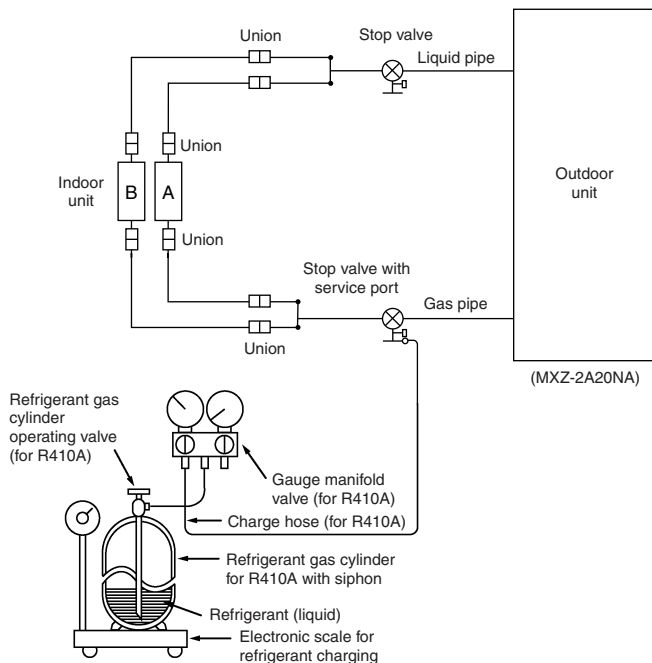 Union
Stop valve
Liquid pipe
Union
Indoor
unit
B
A
Outdoor
unit
Union
Stop valve with
service port
Gas pipe
Union
(MXZ-2A20NA)
Refrigerant gas
cylinder
operating valve
(for R410A)
Gauge manifold
valve (for R410A)
Charge hose (for R410A)
Refrigerant gas cylinder
for R410A with siphon
Refrigerant (liquid)
Electronic scale for
refrigerant charging